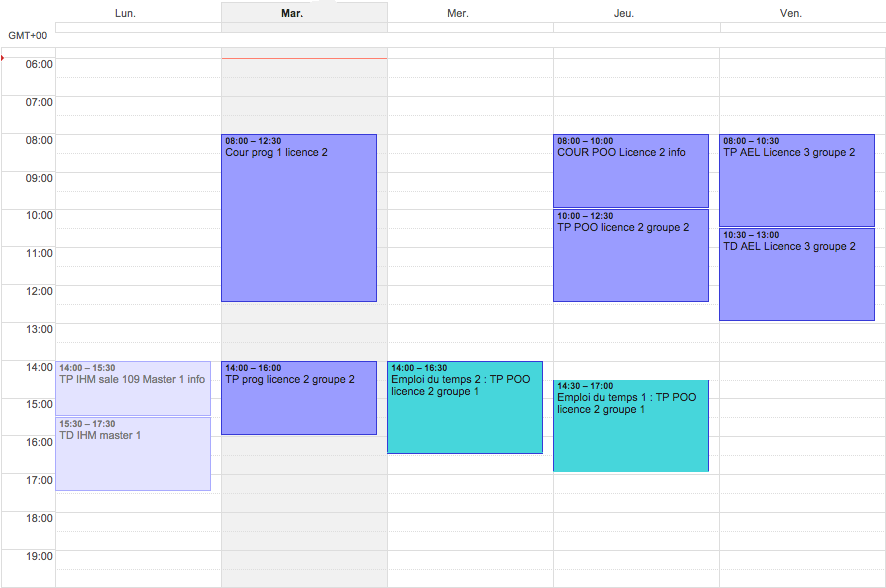 Lun.
Mar.
Mer.
Jeu.
Ven.
GMT+00
06:00
07:00
08:00
09:00
10:00
11:00
12:00
13:00
14:00
15:00
16:00
17:00
18:00
19:00
14:00 – 15:30
TP IHM sale 109 Master 1 info
15:30 – 17:30
TD IHM master 1
08:00 – 12:30
Cour prog 1 licence 2
14:00 – 16:00
TP prog licence 2 groupe 2
14:00 – 16:30
Emploi du temps 2 : TP POO
licence 2 groupe 1
08:00 – 10:00
COUR POO Licence 2 info
10:00 – 12:30
TP POO licence 2 groupe 2
14:30 – 17:00
Emploi du temps 1 : TP POO
licence 2 groupe 1
08:00 – 10:30
TP AEL Licence 3 groupe 2
10:30 – 13:00
TD AEL Licence 3 groupe 2